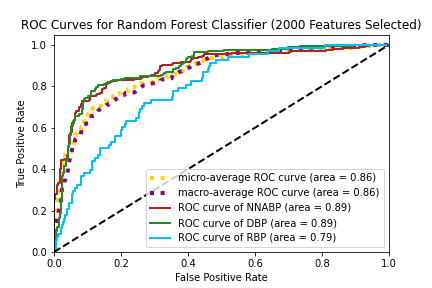 ROC Curves for Random Forest Classifier (2000 Features Selected)
1.0
0.8
0.6
0.4
0.2
0.0
True Positive Rate
micro-average ROC curve (area = 0.86)
macro-average ROC curve (area = 0.86)
ROC curve of NNABP (area = 0.89)
ROC curve of DBP (area = 0.89)
ROC curve of RBP (area = 0.79)
0.0 0.2 0.4 0.6 0.8 1.0
False Positive Rate